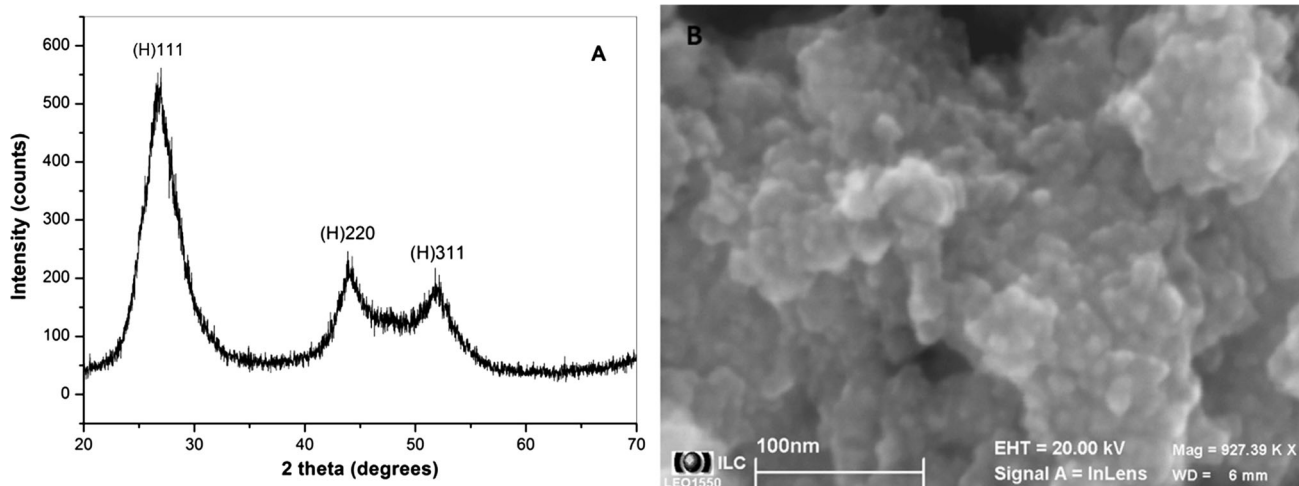 A
(H)111
(H)220
(H)311
Intensity (counts)
600
500
400
300
200
100
0
20
30
40
50
60
70
2 theta (degrees)
B
ILC
LEO1550
100nm
EHT = 20.00 kV
Signal A = InLens
Mag = 927.39 K X
WD = 6 mm